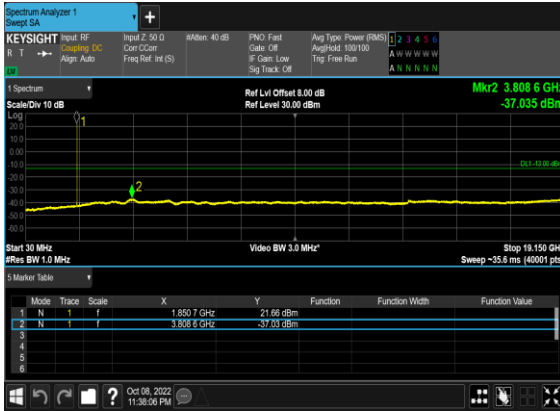 Spectrum Analyzer 1
Swept SA
+
KEYSIGHT
R T
Input: RF
Coupling: DC
Align: Auto
Input Z: 50 Ω
Corr CCorr
Freq Ref: Int (S)
#Atten: 40 dB
PNO: Fast
Gate: Off
IF Gain: Low
Sig Track: Off
Avg Type: Power (RMS)
Avg|Hold: 100/100
Trig: Free Run
1 2 3 4 5 6
A W W W W W
A N N N N N
1 Spectrum
Scale/Div 10 dB
Ref Lvl Offset 8.00 dB
Ref Level 30.00 dBm
Mkr2 3.808 6 GHz
-37.035 dBm
Log
20.0
10.0
0.00
-10.0
-20.0
-30.0
-40.0
-50.0
-60.0
1
2
DL1 -13.00 dBm
Start 30 MHz
#Res BW 1.0 MHz
Video BW 3.0 MHz*
Stop 19.150 GHz
Sweep ~35.6 ms (40001 pts)
5 Marker Table
Mode Trace Scale X Y Function Function Width Function Value
1 N 1 f 1.850 7 GHz 21.66 dBm
2 N 1 f 3.808 6 GHz -37.03 dBm
3
4
5
6
?
Oct 08, 2022
11:38:06 PM